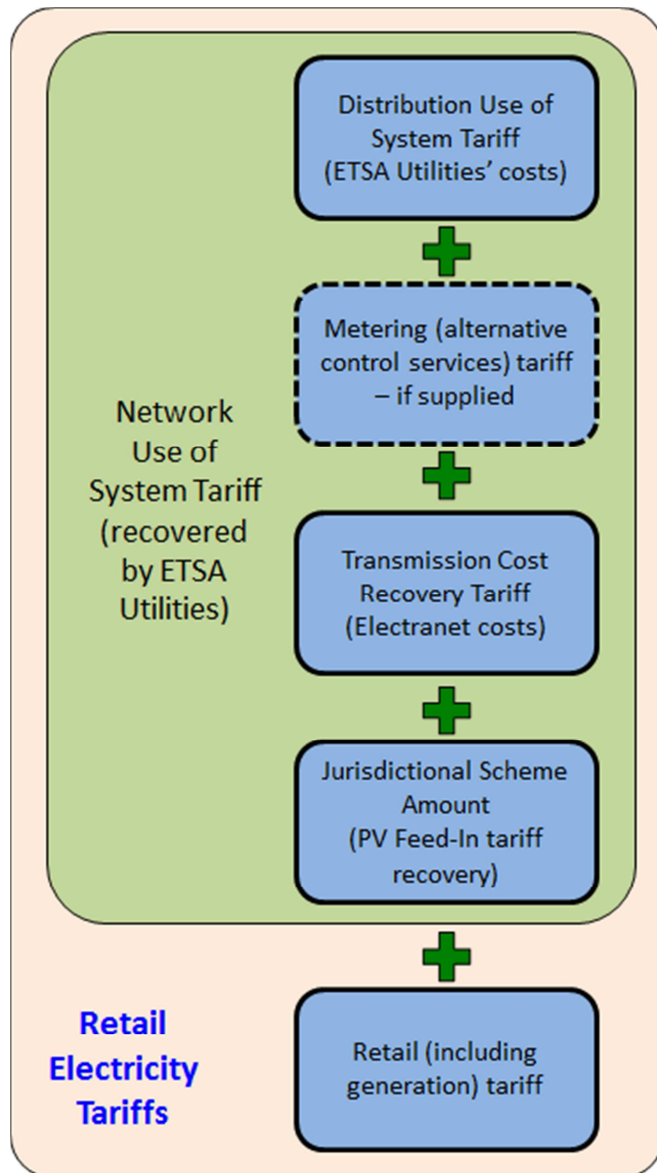 Distribution Use of
System Tariff
(ETSA Utilities’ costs)
Metering (alternative
control services) tariff
– if supplied
Network
Use of
System Tariff
(recovered
by ETSA
Utilities)
Transmission Cost
Recovery Tariff
(Electranet costs)
Jurisdictional Scheme
Amount
(PV Feed-In tariff
recovery)
Retail
Electricity
Tariffs
Retail (including
generation) tariff